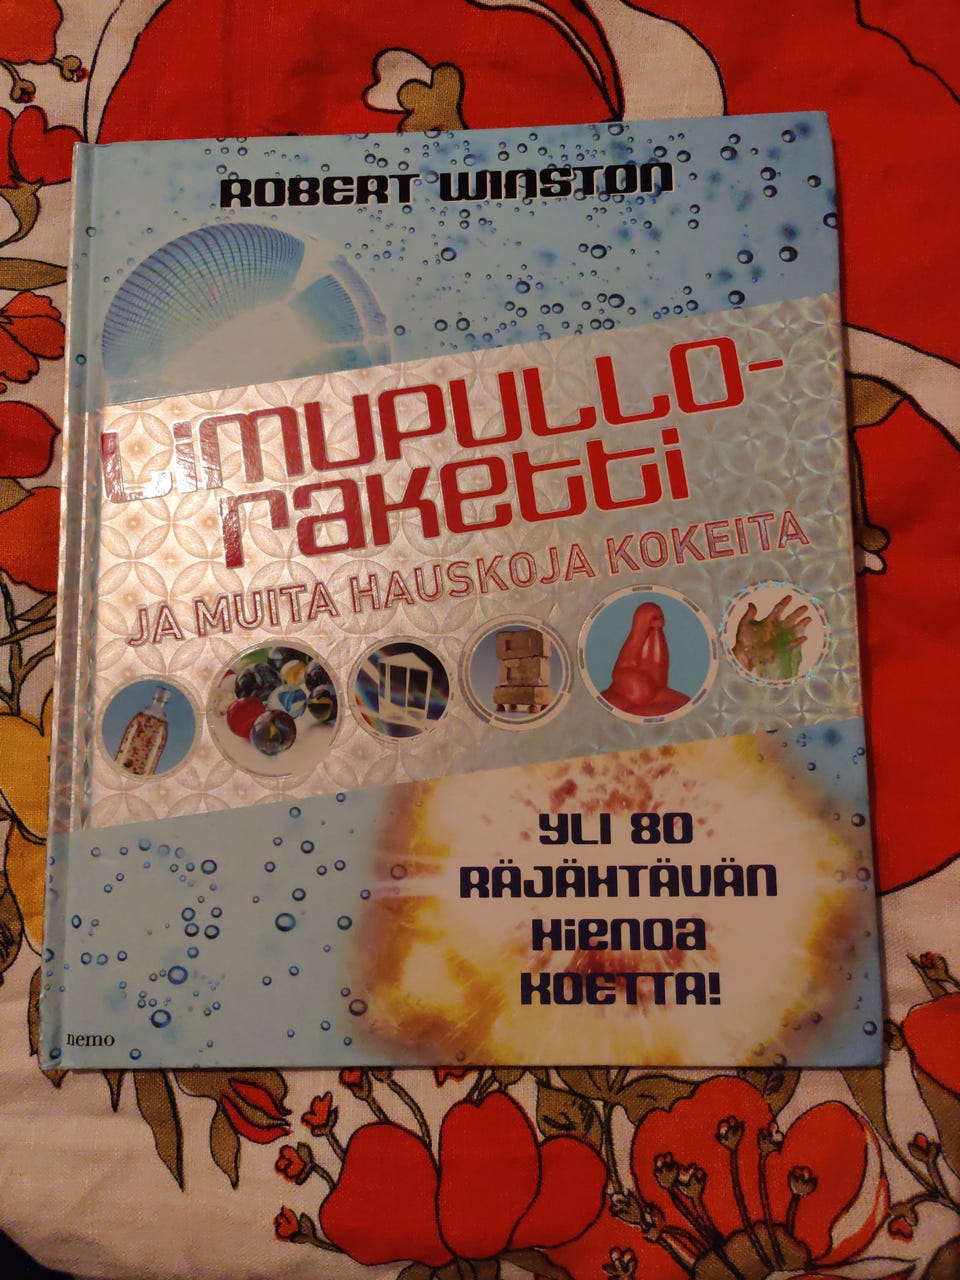 ROBERT WINSTON
LIMUPULLO-
raketti
JA MUITA HAUSKOJA KOKEITA
YLI 80
RÄJÄHTÄVÄN
HIENOA
KOETTA!
nemo